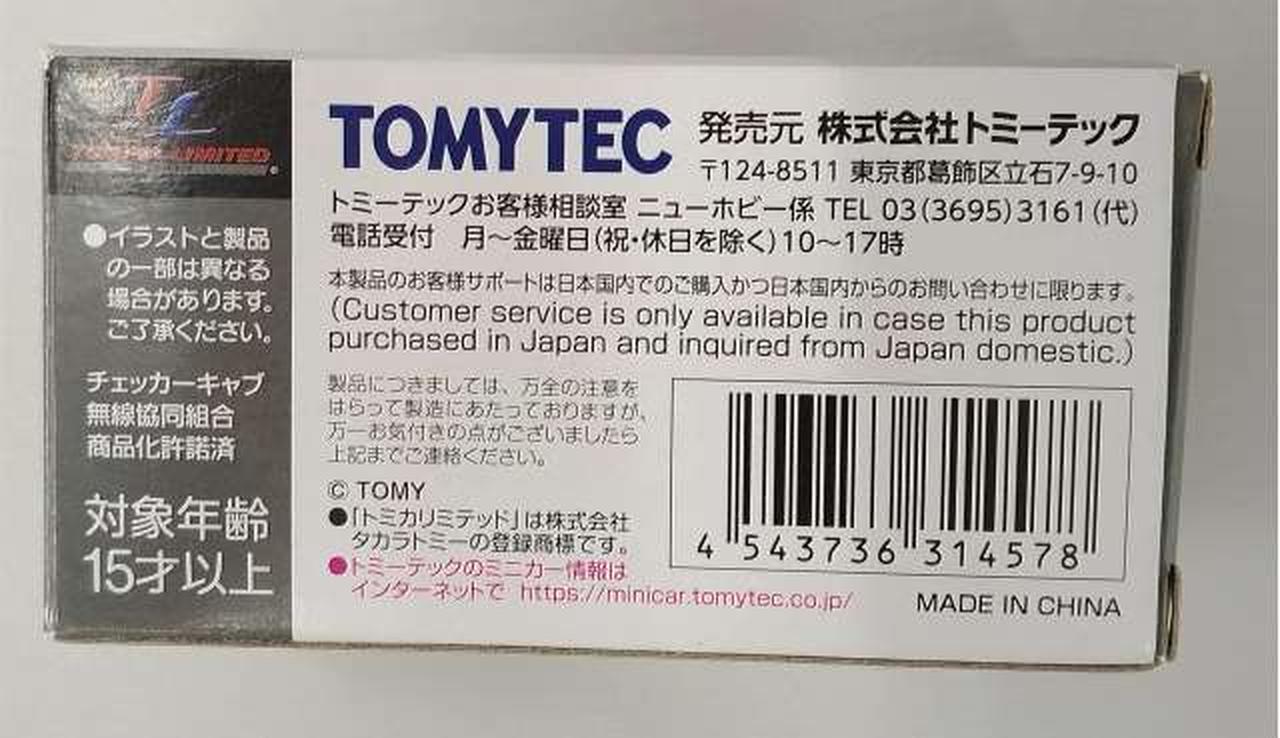 TL
LIMITED
●イラストと製品
の一部は異なる
場合があります。
ご了承ください。
チェッカーキャブ
無線協同組合
商品化許諾済
対象年齢
15才以上
TOMYTEC 発売元 株式会社トミーテック
〒124-8511 東京都葛飾区立石7-9-10
トミーテックお客様相談室 ニューホビー係 TEL 03(3695)3161(代)
電話受付 月～金曜日(祝・休日を除く)10～17時
本製品のお客様サポートは日本国内でのご購入かつ日本国内からのお問い合わせに限ります。
(Customer service is only available in case this product
purchased in Japan and inquired from Japan domestic.)
製品につきましては、万全の注意を
はらって製造にあたっておりますが、
万一お気付きの点がございましたら
上記までご連絡ください。
© TOMY
●「トミカリミテッド」は株式会社
タカラトミーの登録商標です。
●トミーテックのミニカー情報は
インターネットで https://minicar.tomytec.co.jp/
4 543736 314578
MADE IN CHINA